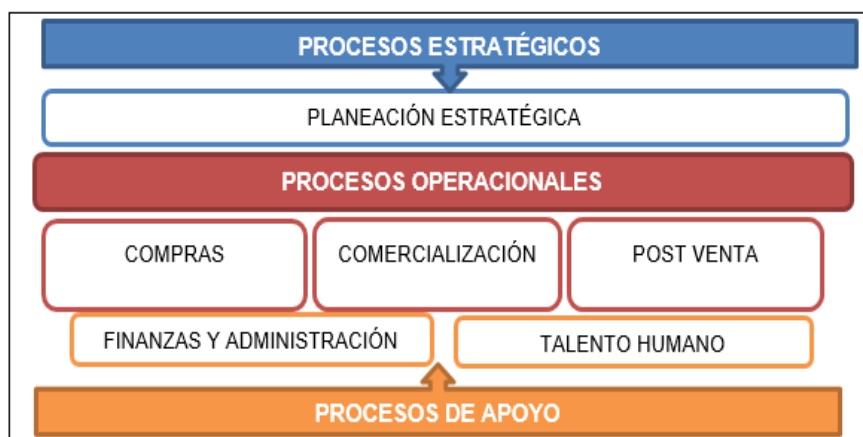 PROCESOS ESTRATÉGICOS
PLANEACIÓN ESTRATÉGICA
PROCESOS OPERACIONALES
COMPRAS
COMERCIALIZACIÓN
POST VENTA
FINANZAS Y ADMINISTRACIÓN
TALENTO HUMANO
PROCESOS DE APOYO